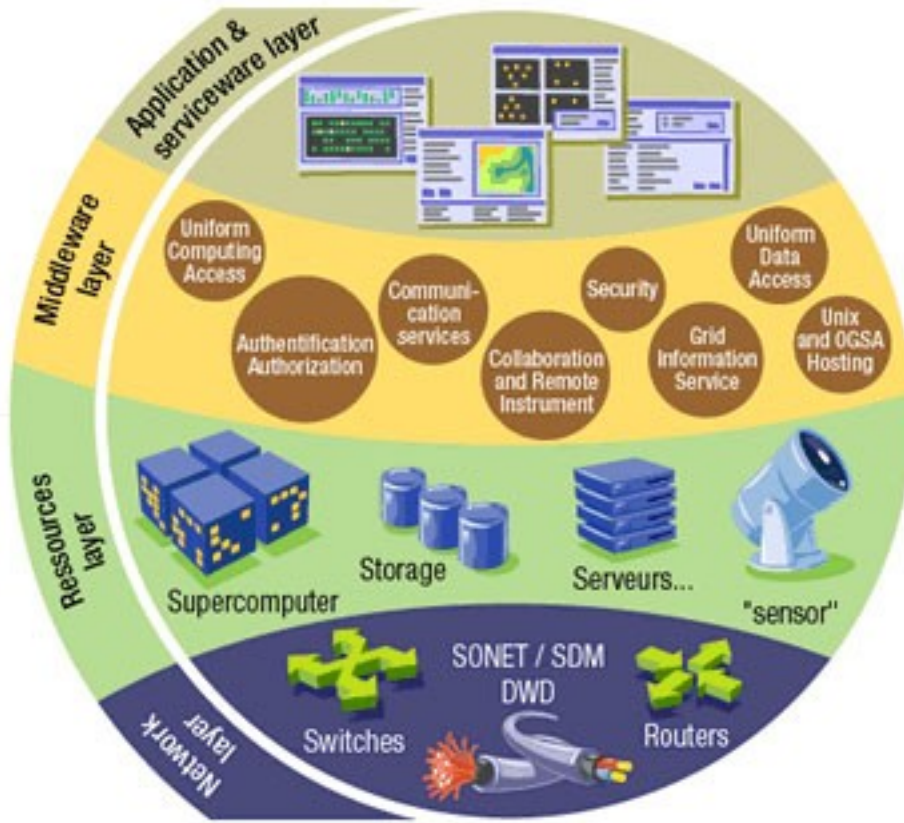 Application &
serviceware layer
Middleware
layer
Uniform
Computing
Access
Authentification
Authorization
Communi-
cation
services
Collaboration
and Remote
Instrument
Security
Grid
Information
Service
Uniform
Data
Access
Unix
and OGSA
Hosting
Ressources
layer
Supercomputer
Storage
Serveurs...
"sensor"
Network
layer
Switches
SONET / SDM
DWD
Routers